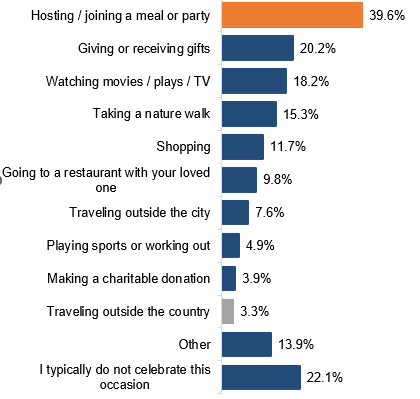 Hosting / joining a meal or party 39.6%
Giving or receiving gifts 20.2%
Watching movies / plays / TV 18.2%
Taking a nature walk 15.3%
Shopping 11.7%
Going to a restaurant with your loved
one 9.8%
Traveling outside the city 7.6%
Playing sports or working out 4.9%
Making a charitable donation 3.9%
Traveling outside the country 3.3%
Other 13.9%
I typically do not celebrate this
occasion 22.1%